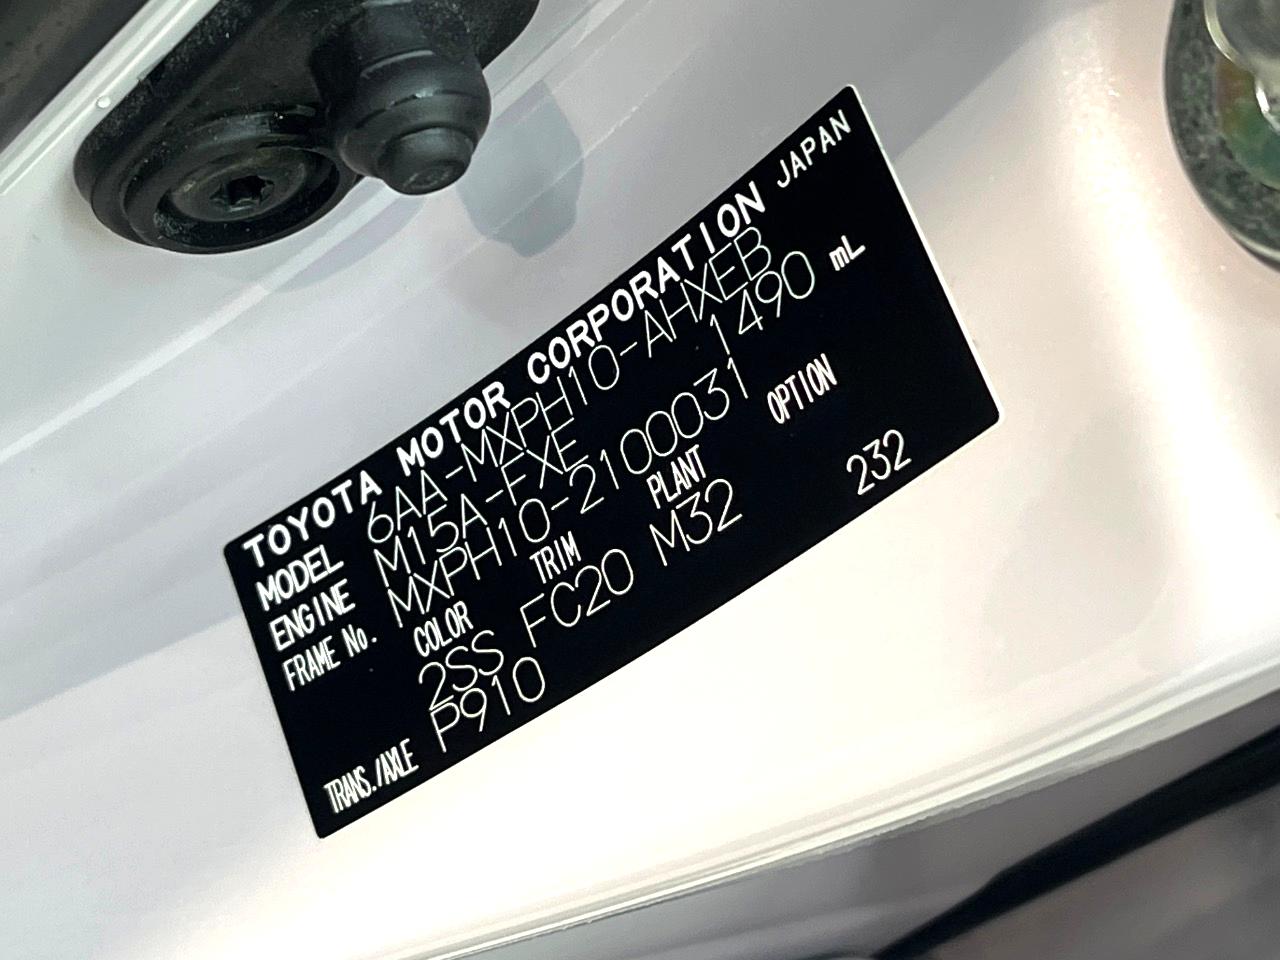 TOYOTA MOTOR CORPORATION JAPAN
MODEL 6AA-MXPH10-AHXEB
ENGINE M15A-FXE 1490 mL
FRAME No. MXPH10-2100031
COLOR TRIM PLANT OPTION
2SS FC20 M32 232
TRANS./AXLE P910